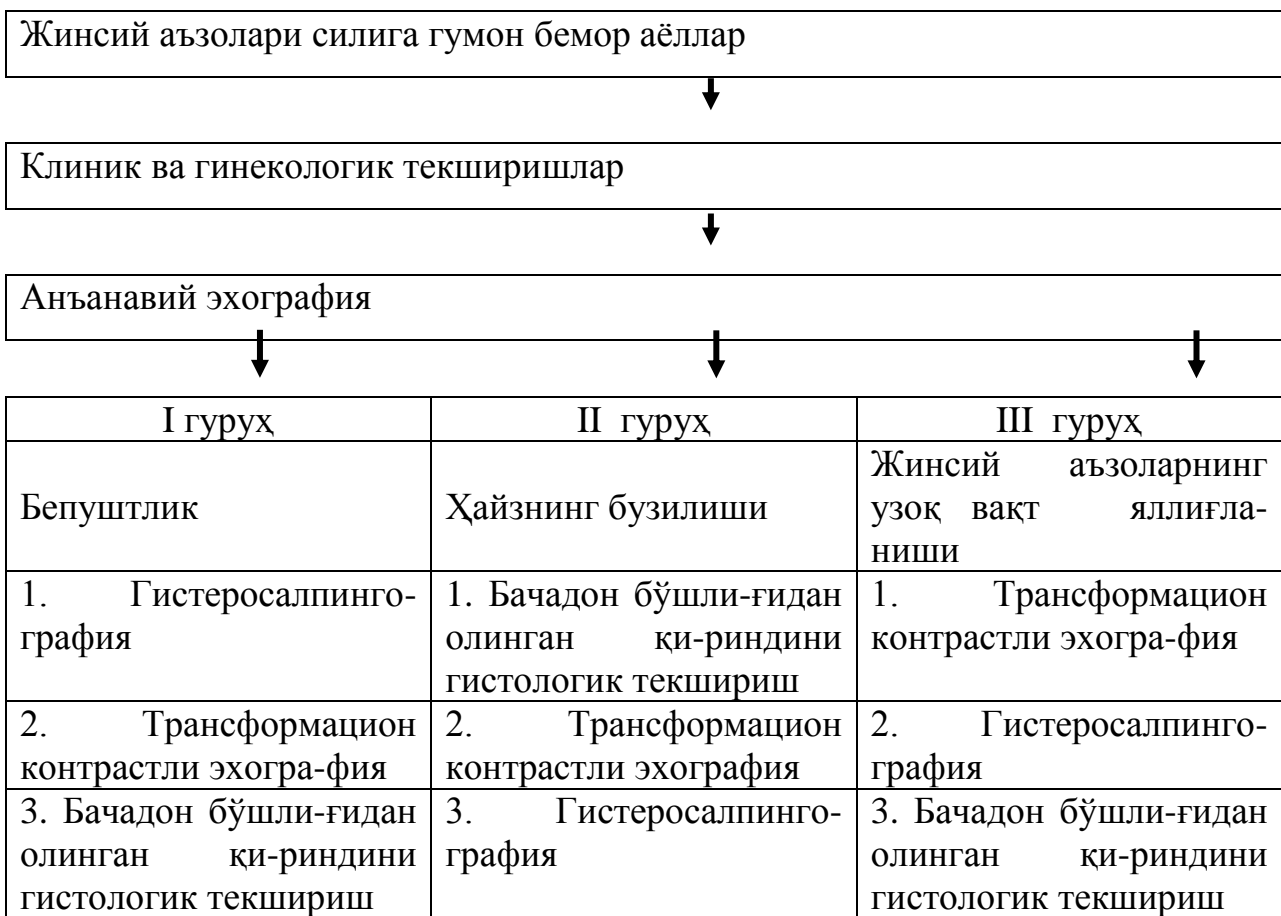 Жинсий аъзолари силига гумон бемор аёллар
Клиник ва гинекологик текширишлар
Анъанавий эхография
I гуруҳ
II гуруҳ
III гуруҳ
Бепуштлик
Ҳайзнинг бузилиши
Жинсий аъзоларнинг
узоқ вақт яллиғла-
ниши
1. Гистеросалпинго-
графия
1. Бачадон бўшли-ғидан
олинган қи-риндини
гистологик текшириш
1. Трансформацион
контрастли эхогра-фия
2. Трансформацион
контрастли эхогра-фия
2. Трансформацион
контрастли эхография
2. Гистеросалпинго-
графия
3. Бачадон бўшли-ғидан
олинган қи-риндини
гистологик текшириш
3. Гистеросалпинго-
графия
3. Бачадон бўшли-ғидан
олинган қи-риндини
гистологик текшириш